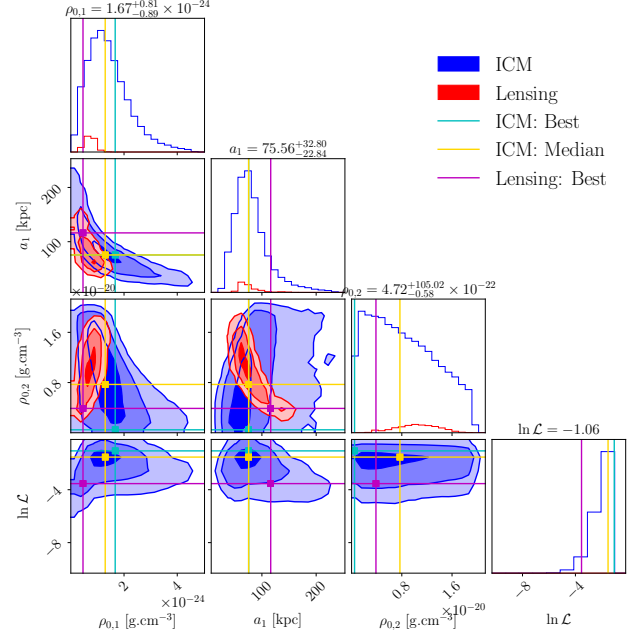 ρ₀,₁ = 1.67^{+0.81}_{−0.89} × 10⁻²⁴
ICM
Lensing
ICM: Best
ICM: Median
Lensing: Best
a₁ = 75.56^{+32.80}_{−22.84}
200
100
a₁ [kpc]
×10⁻²⁰
ρ₀,₂ = 4.72^{+105.02}_{−0.58} × 10⁻²²
1.6
0.8
ρ₀,₂ [g.cm⁻³]
ln ℒ = −1.06
−4
−8
ln ℒ
2
4
×10⁻²⁴
ρ₀,₁ [g.cm⁻³]
100
200
a₁ [kpc]
0.8
1.6
×10⁻²⁰
ρ₀,₂ [g.cm⁻³]
−8
−4
ln ℒ